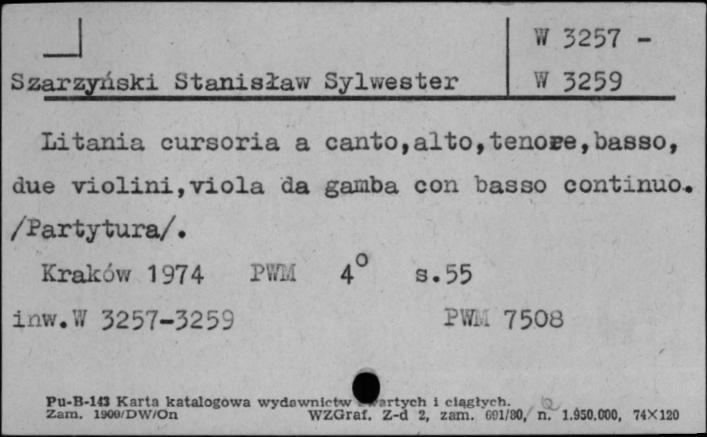 W 3257 -
Szarzyński Stanisław Sylwester W 3259
Litania cursoria a canto,alto,tenore,basso,
due violini,viola da gamba con basso continuo.
/Partytura/.
Kraków 1974 PWM 4° s.55
inw.W 3257-3259 PWM 7508
Pu-B-143 Karta katalogowa wydawnictw i ciągłych.
Zam. 1900/DW/On WZGraf. Z-d 2, zam. 691/80, n. 1.950.000, 74×120